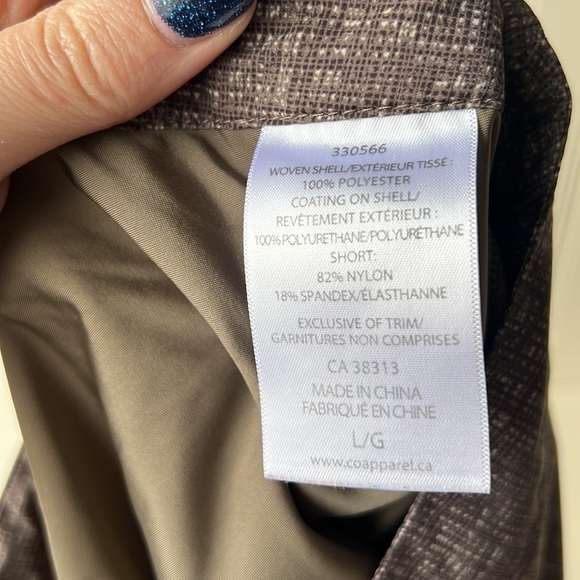 330566
WOVEN SHELL/EXTÉRIEUR TISSÉ :
100% POLYESTER
COATING ON SHELL/
REVÊTEMENT EXTÉRIEUR :
100% POLYURETHANE/POLYURÉTHANE
SHORT:
82% NYLON
18% SPANDEX/ÉLASTHANNE
EXCLUSIVE OF TRIM/
GARNITURES NON COMPRISES
CA 38313
MADE IN CHINA
FABRIQUÉ EN CHINE
L/G
www.coapparel.ca